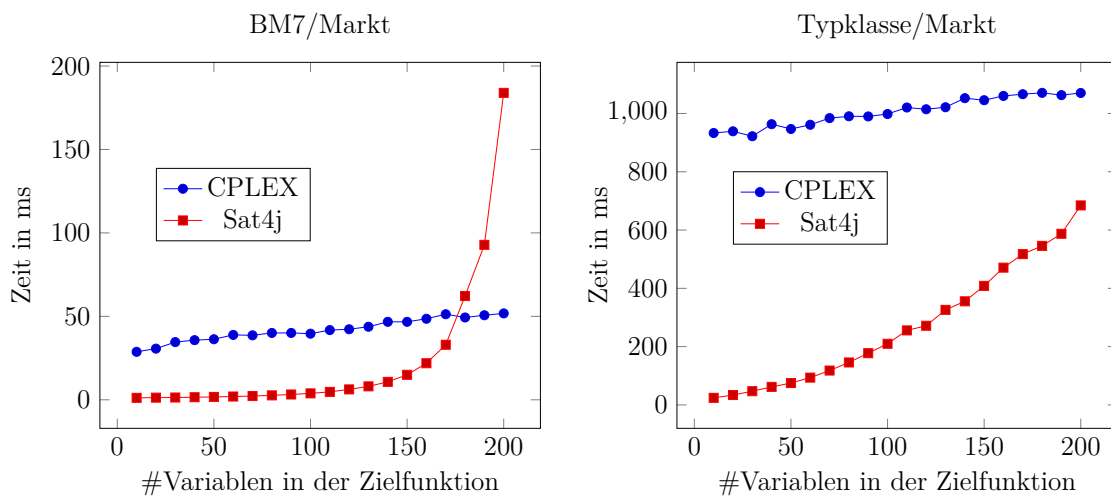 BM7/Markt
200
150
100
50
0
Zeit in ms
CPLEX
Sat4j
0
50
100
150
200
#Variablen in der Zielfunktion
Typklasse/Markt
1,000
800
600
400
200
0
Zeit in ms
CPLEX
Sat4j
0
50
100
150
200
#Variablen in der Zielfunktion